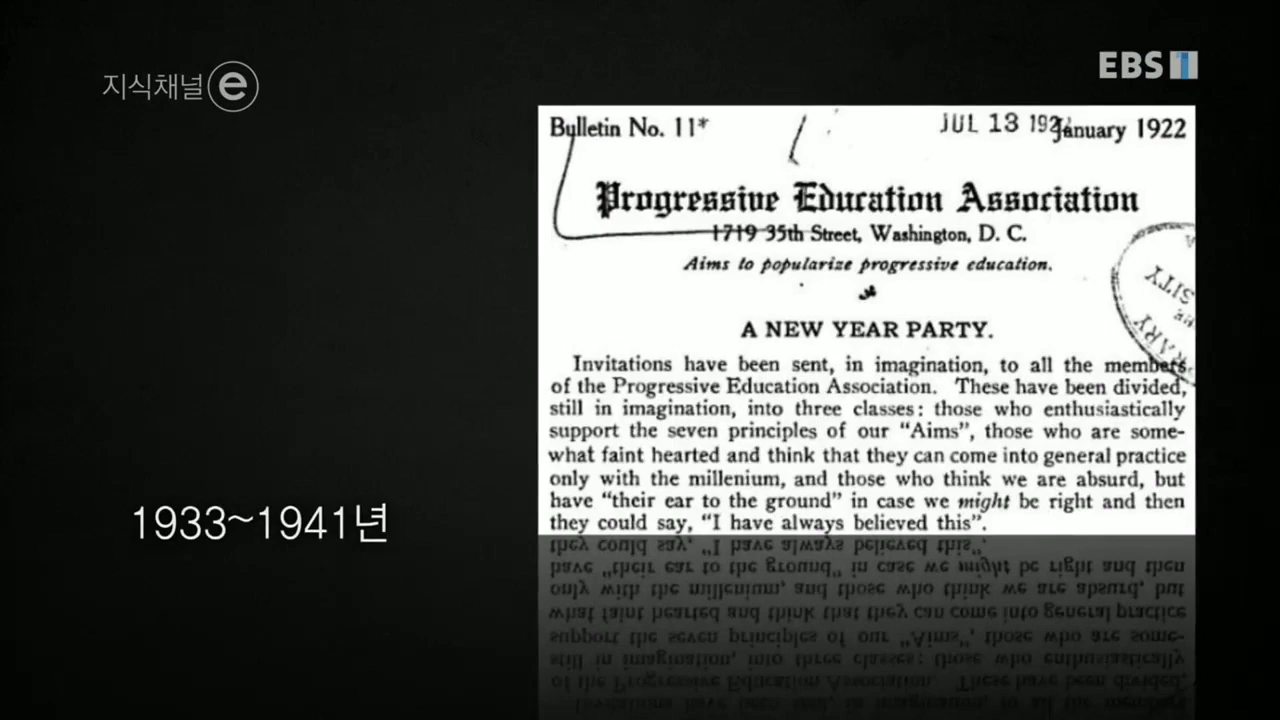 지식채널 e
EBS 1
Bulletin No. 11*
JUL 13 192
January 1922
Progressive Education Association
1719 35th Street, Washington, D. C.
Aims to popularize progressive education.
A NEW YEAR PARTY.
Invitations have been sent, in imagination, to all the members
of the Progressive Education Association. These have been divided,
still in imagination, into three classes: those who enthusiastically
support the seven principles of our “Aims”, those who are some-
what faint hearted and think that they can come into general practice
only with the millenium, and those who think we are absurd, but
have “their ear to the ground” in case we might be right and then
they could say, “I have always believed this”.
1933~1941년